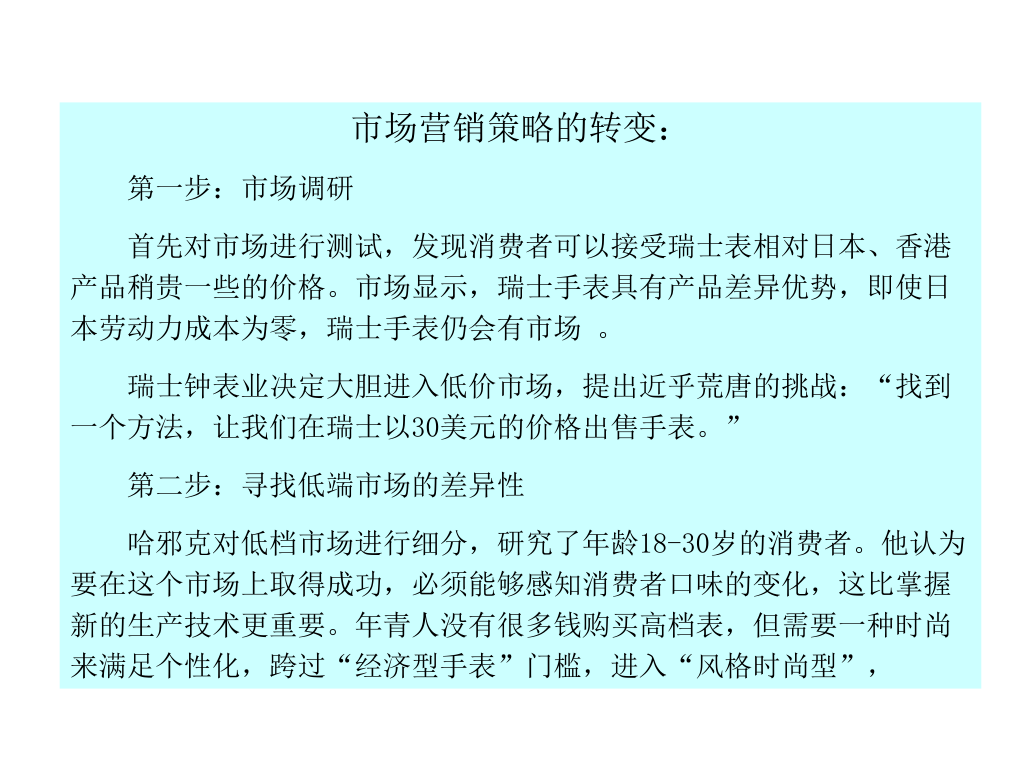 市场营销策略的转变：
第一步：市场调研
首先对市场进行测试，发现消费者可以接受瑞士表相对日本、香港
产品稍贵一些的价格。市场显示，瑞士手表具有产品差异优势，即使日
本劳动力成本为零，瑞士手表仍会有市场 。
瑞士钟表业决定大胆进入低价市场，提出近乎荒唐的挑战：“找到
一个方法，让我们在瑞士以30美元的价格出售手表。”
第二步：寻找低端市场的差异性
哈邪克对低档市场进行细分，研究了年龄18-30岁的消费者。他认为
要在这个市场上取得成功，必须能够感知消费者口味的变化，这比掌握
新的生产技术更重要。年青人没有很多钱购买高档表，但需要一种时尚
来满足个性化，跨过“经济型手表”门槛，进入“风格时尚型”，